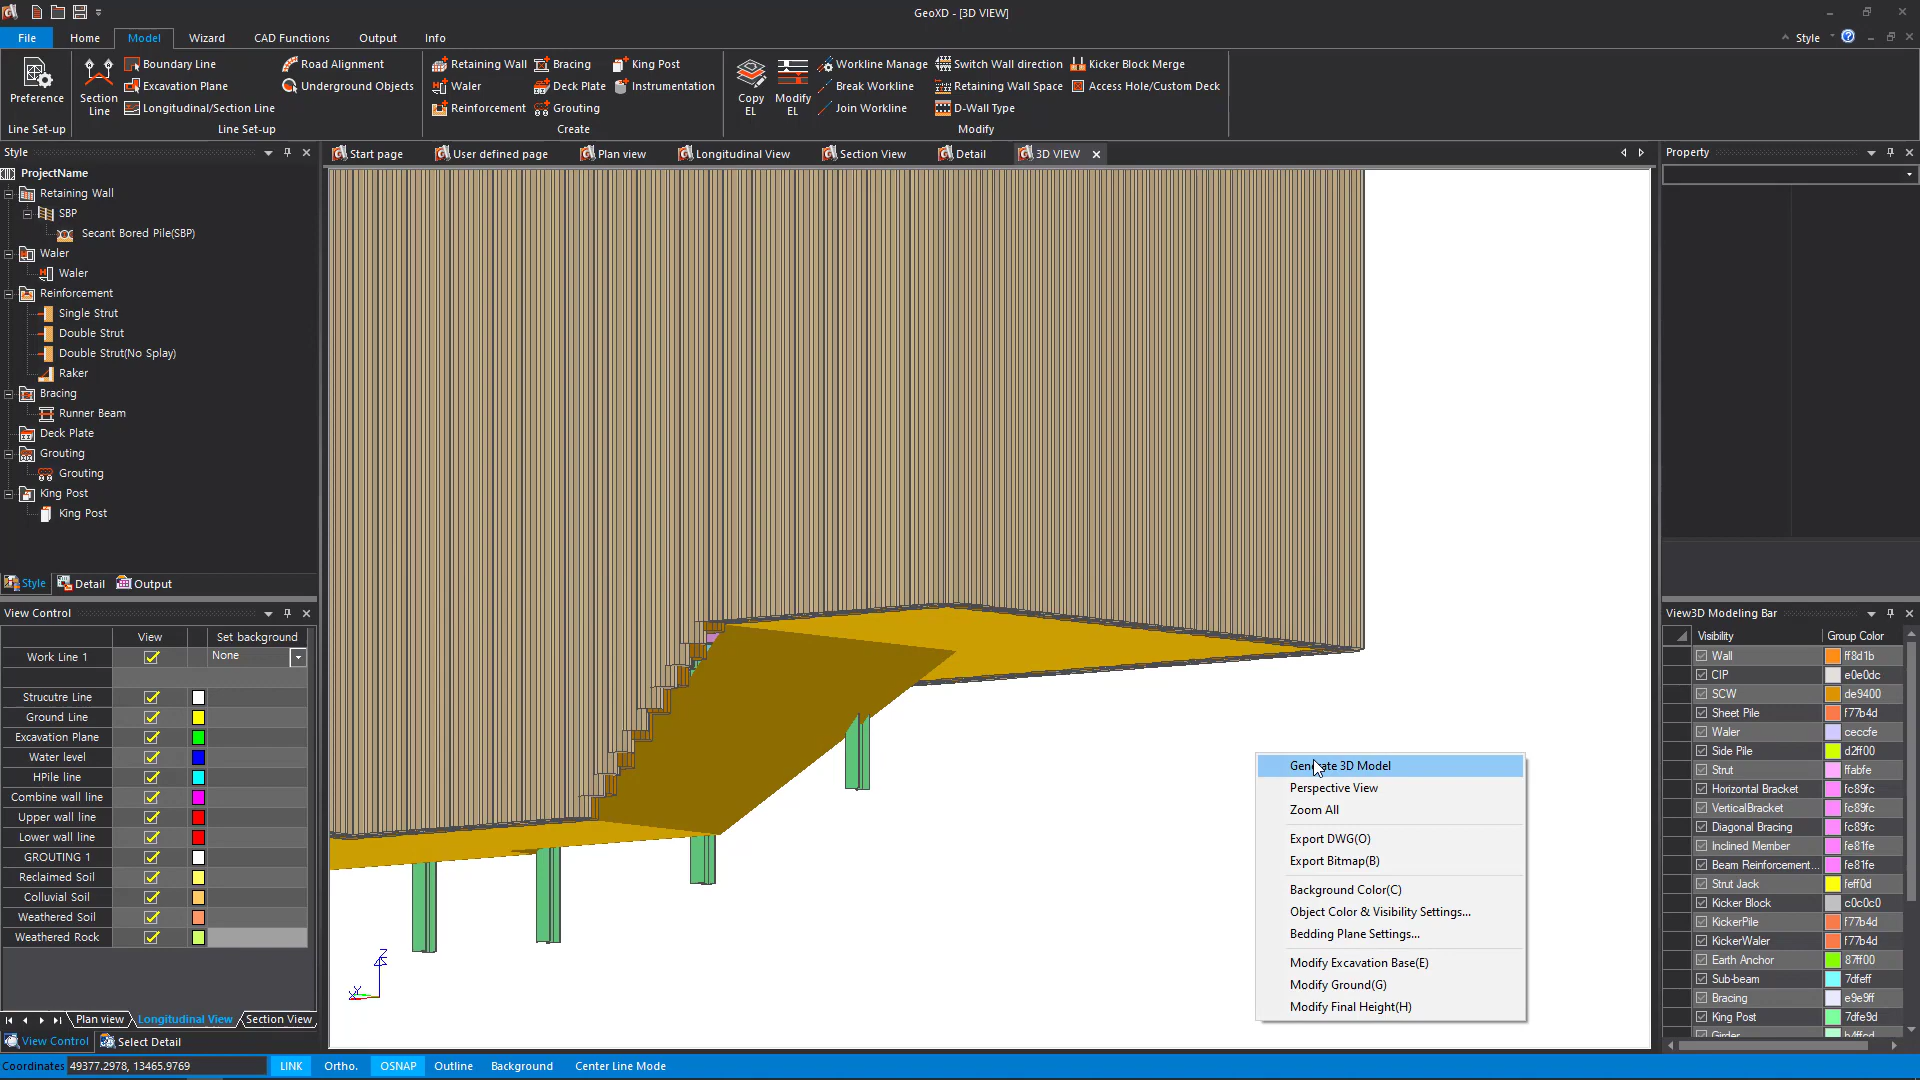 GeoXD - [3D VIEW]
File Home Model Wizard CAD Functions Output Info Style
Preference
Line Set-up
Section Line
Boundary Line
Excavation Plane
Longitudinal/Section Line
Road Alignment
Underground Objects
Line Set-up
Retaining Wall
Waler
Reinforcement
Bracing
Deck Plate
Grouting
King Post
Instrumentation
Create
Copy EL
Modify EL
Workline Manage
Break Workline
Join Workline
Switch Wall direction
Retaining Wall Space
D-Wall Type
Kicker Block Merge
Access Hole/Custom Deck
Modify
Style
ProjectName
Retaining Wall
SBP
Secant Bored Pile(SBP)
Waler
Waler
Reinforcement
Single Strut
Double Strut
Double Strut(No Splay)
Raker
Bracing
Runner Beam
Deck Plate
Grouting
Grouting
King Post
King Post
Style Detail Output
View Control
View Set background
Work Line 1 None
Strucutre Line
Ground Line
Excavation Plane
Water level
HPile line
Combine wall line
Upper wall line
Lower wall line
GROUTING 1
Reclaimed Soil
Colluvial Soil
Weathered Soil
Weathered Rock
Plan view Longitudinal View Section View
View Control Select Detail
Start page User defined page Plan view Longitudinal View Section View Detail 3D VIEW
Z
Y
X
Generate 3D Model
Perspective View
Zoom All
Export DWG(O)
Export Bitmap(B)
Background Color(C)
Object Color & Visibility Settings...
Bedding Plane Settings...
Modify Excavation Base(E)
Modify Ground(G)
Modify Final Height(H)
Property
View3D Modeling Bar
Visibility Group Color
Wall ff8d1b
CIP e0e0dc
SCW de9400
Sheet Pile f77b4d
Waler ceccfe
Side Pile d2ff00
Strut ffabfe
Horizontal Bracket fc89fc
VerticalBracket fc89fc
Diagonal Bracing fc89fc
Inclined Member fe81fe
Beam Reinforcement... fe81fe
Strut Jack feff0d
Kicker Block c0c0c0
KickerPile f77b4d
KickerWaler f77b4d
Earth Anchor 87ff00
Sub-beam 7dfeff
Bracing e9e9ff
King Post 7dfe9d
Coordinates 49377.2978, 13465.9769 LINK Ortho. OSNAP Outline Background Center Line Mode